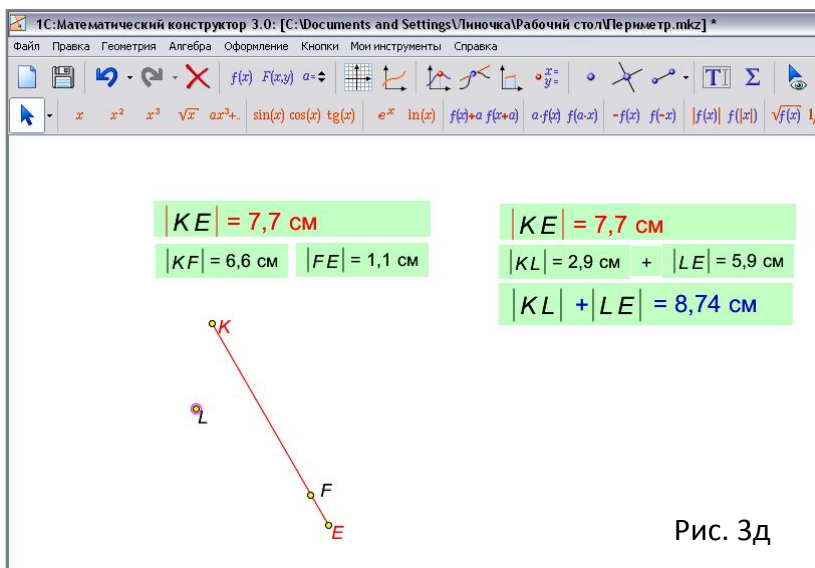 1С:Математический конструктор 3.0: [C:\Documents and Settings\Линочка\Рабочий стол\Периметр.mkz] *
Файл Правка Геометрия Алгебра Оформление Кнопки Мои инструменты Справка
f(x) F(x,y) a= x= y= T Σ
x x² x³ √x ax³+.. sin(x) cos(x) tg(x) eˣ ln(x) f(x)+a f(x+a) a·f(x) f(a·x) -f(x) f(-x) |f(x)| f(|x|) √f(x) 1/
|KE| = 7,7 см |KE| = 7,7 см
|KF| = 6,6 см |FE| = 1,1 см |KL| = 2,9 см + |LE| = 5,9 см
|KL| + |LE| = 8,74 см
K
L
F
E
Рис. 3д